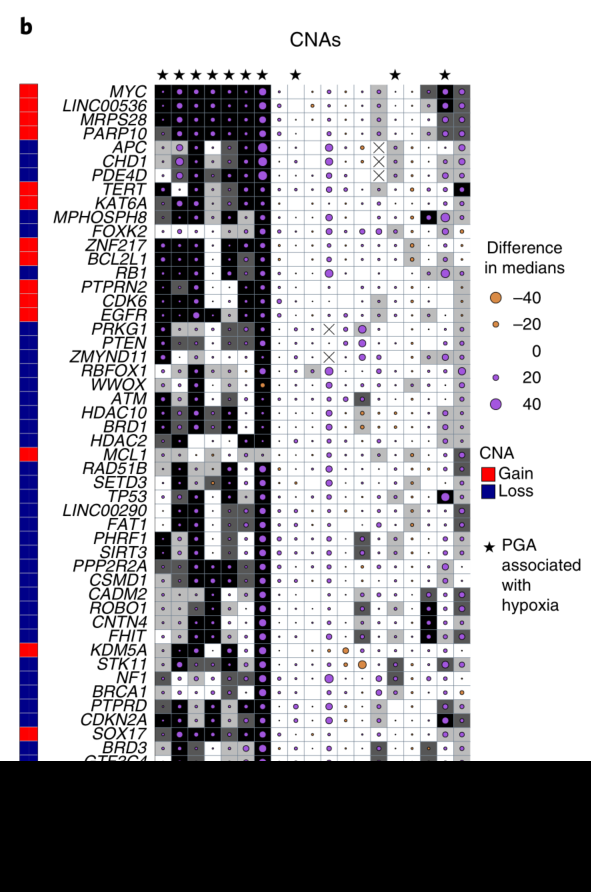 b
CNAs
★ ★ ★ ★ ★ ★ ★ ★ ★ ★
MYC
LINC00536
MRPS28
PARP10
APC
CHD1
PDE4D
TERT
KAT6A
MPHOSPH8
FOXK2
ZNF217
BCL2L1
RB1
PTPRN2
CDK6
EGFR
PRKG1
PTEN
ZMYND11
RBFOX1
WWOX
ATM
HDAC10
BRD1
HDAC2
MCL1
RAD51B
SETD3
TP53
LINC00290
FAT1
PHRF1
SIRT3
PPP2R2A
CSMD1
CADM2
ROBO1
CNTN4
FHIT
KDM5A
STK11
NF1
BRCA1
PTPRD
CDKN2A
SOX17
BRD3
Difference
in medians
–40
–20
0
20
40
CNA
Gain
Loss
★ PGA
associated
with
hypoxia